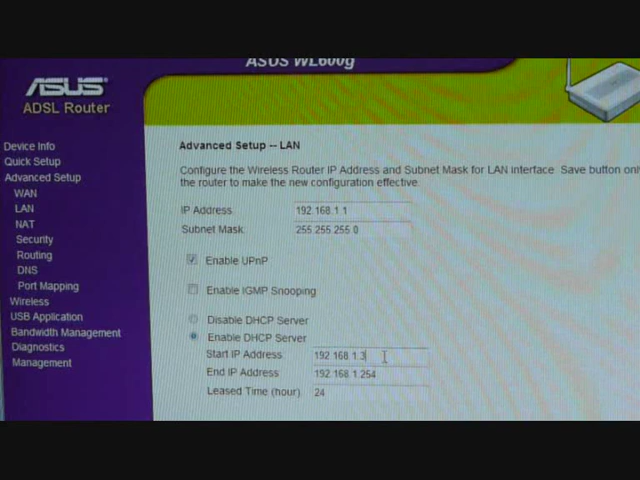 ASUS WL600g
ASUS
ADSL Router
Device Info
Quick Setup
Advanced Setup
WAN
LAN
NAT
Security
Routing
DNS
Port Mapping
Wireless
USB Application
Bandwidth Management
Diagnostics
Management
Advanced Setup -- LAN
Configure the Wireless Router IP Address and Subnet Mask for LAN interface. Save button only
the router to make the new configuration effective.
IP Address: 192.168.1.1
Subnet Mask: 255.255.255.0
Enable UPnP
Enable IGMP Snooping
Disable DHCP Server
Enable DHCP Server
Start IP Address: 192.168.1.3
End IP Address: 192.168.1.254
Leased Time (hour): 24